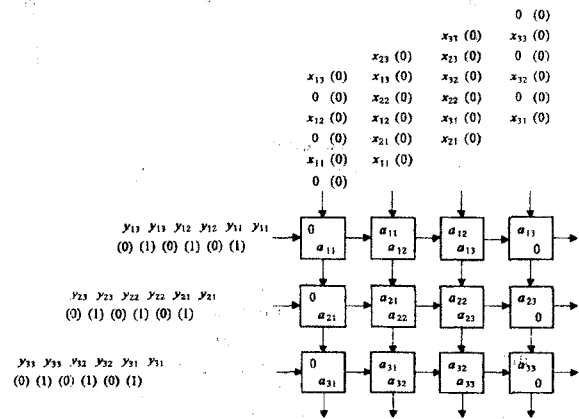 0 (0)
x₃₃ (0) x₃₃ (0)
x₂₃ (0) x₂₃ (0) 0 (0)
x₁₃ (0) x₁₃ (0) x₃₂ (0) x₃₂ (0)
0 (0) x₂₂ (0) x₂₂ (0) 0 (0)
x₁₂ (0) x₁₂ (0) x₃₁ (0) x₃₁ (0)
0 (0) x₂₁ (0) x₂₁ (0)
x₁₁ (0) x₁₁ (0)
0 (0)
y₁₃ y₁₃ y₁₂ y₁₂ y₁₁ y₁₁
(0) (1) (0) (1) (0) (1)
0 a₁₁ a₁₂ a₁₃
a₁₁ a₁₂ a₁₃ 0
y₂₃ y₂₃ y₂₂ y₂₂ y₂₁ y₂₁
(0) (1) (0) (1) (0) (1)
0 a₂₁ a₂₂ a₂₃
a₂₁ a₂₂ a₂₃ 0
y₃₃ y₃₃ y₃₂ y₃₂ y₃₁ y₃₁
(0) (1) (0) (1) (0) (1)
0 a₃₁ a₃₂ a₃₃
a₃₁ a₃₂ a₃₃ 0